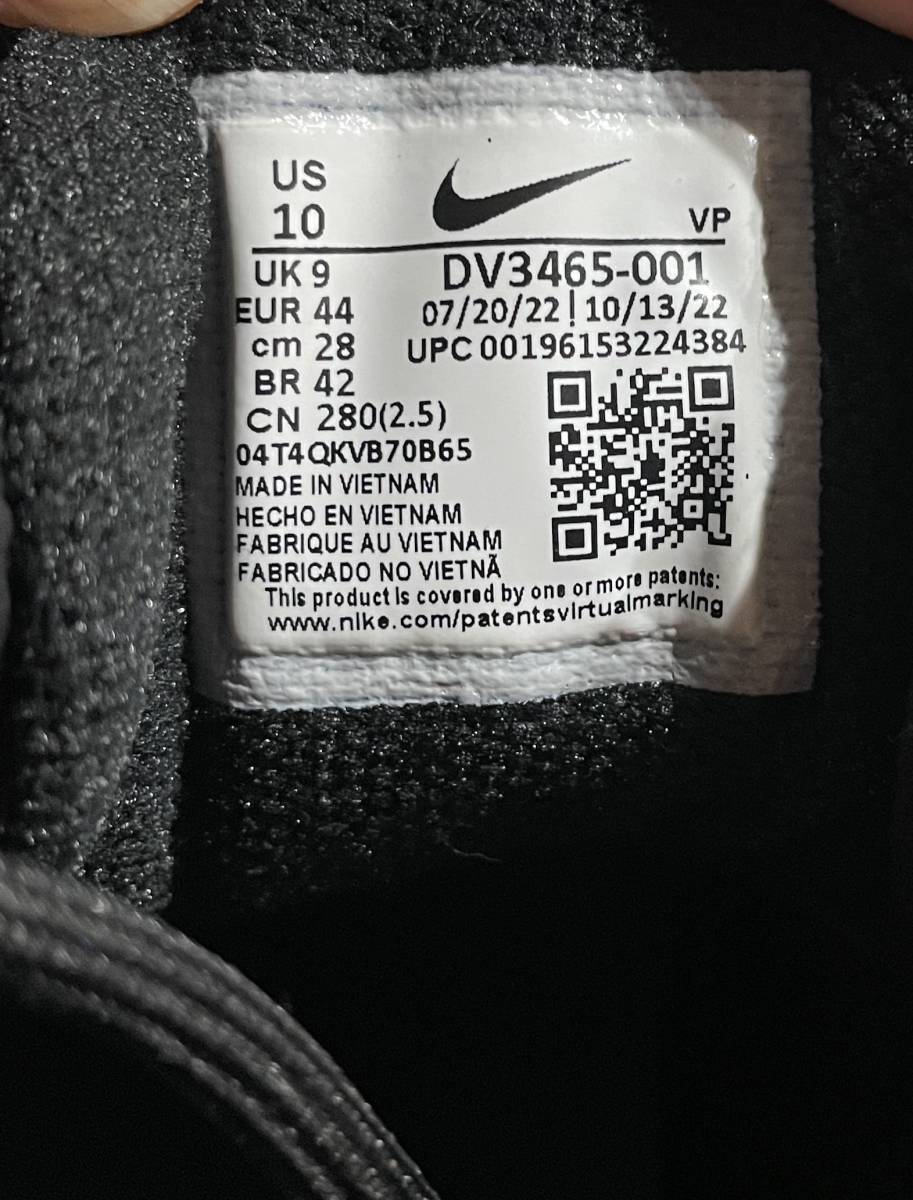 US
10
VP
UK 9
DV3465-001
EUR 44
07/20/22 | 10/13/22
cm 28
UPC 00196153224384
BR 42
CN 280(2.5)
04T4QKVB70B65
MADE IN VIETNAM
HECHO EN VIETNAM
FABRIQUE AU VIETNAM
FABRICADO NO VIETNÃ
This product is covered by one or more patents:
www.nike.com/patentsvirtualmarking